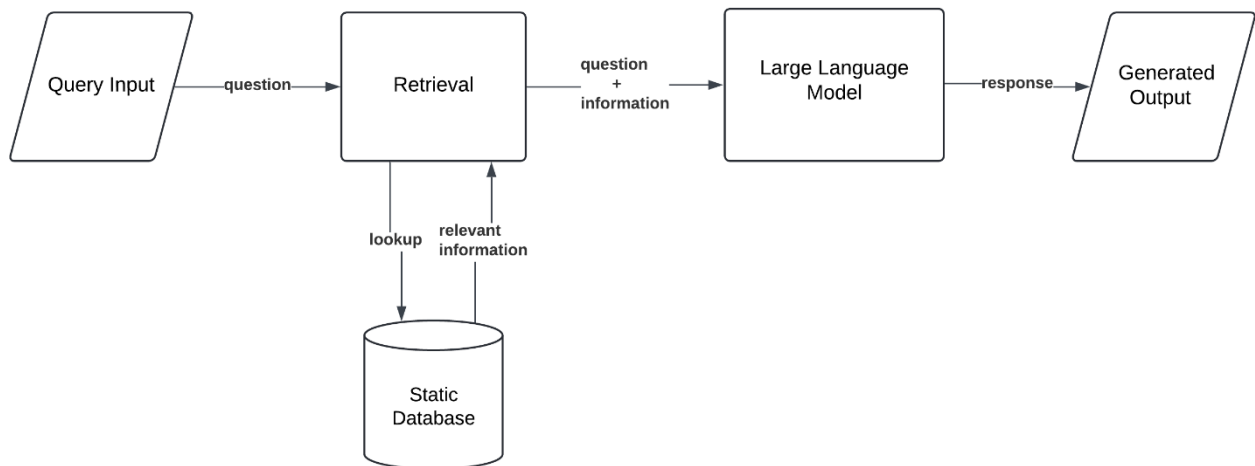 Query Input
question
Retrieval
question
+
information
Large Language
Model
response
Generated
Output
lookup
relevant
information
Static
Database